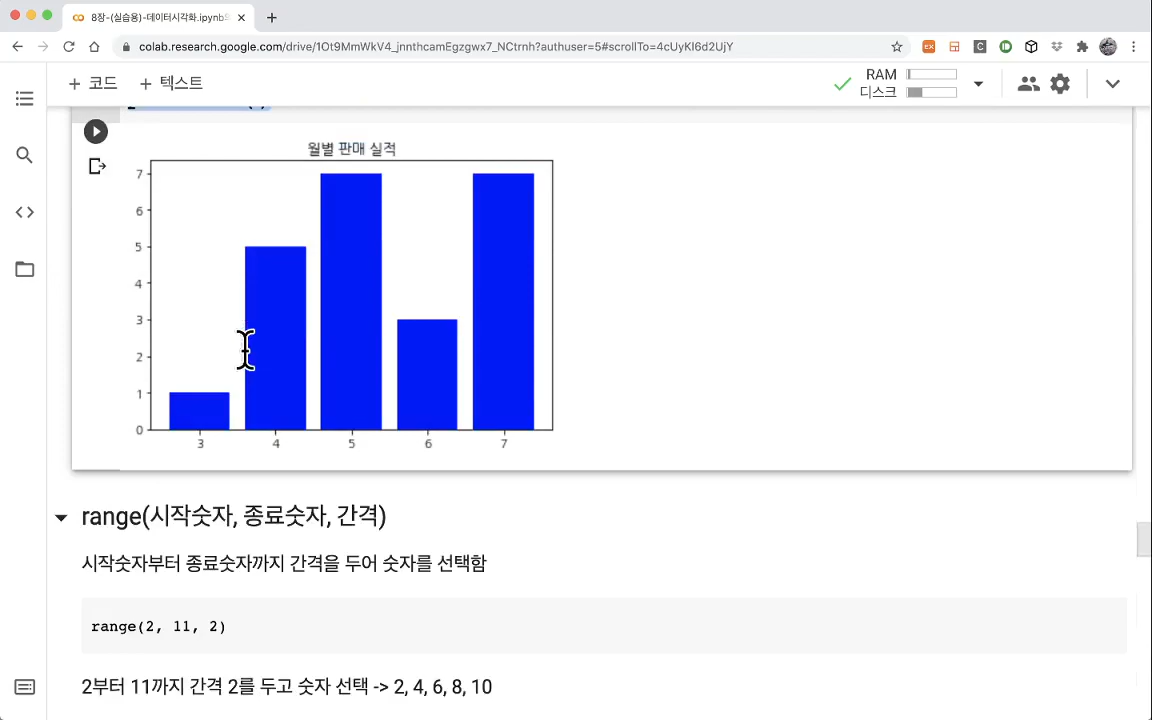 8장-(실습용)-데이터시각화.ipynb
colab.research.google.com/drive/1Ot9MmWkV4_jnnthcamEgzgwx7_NCtrnh?authuser=5#scrollTo=4cUyKl6d2UjY
+ 코드 + 텍스트
RAM
디스크
월별 판매 실적
7
6
5
4
3
2
1
0
3 4 5 6 7
range(시작숫자, 종료숫자, 간격)
시작숫자부터 종료숫자까지 간격을 두어 숫자를 선택함
range(2, 11, 2)
2부터 11까지 간격 2를 두고 숫자 선택 -> 2, 4, 6, 8, 10